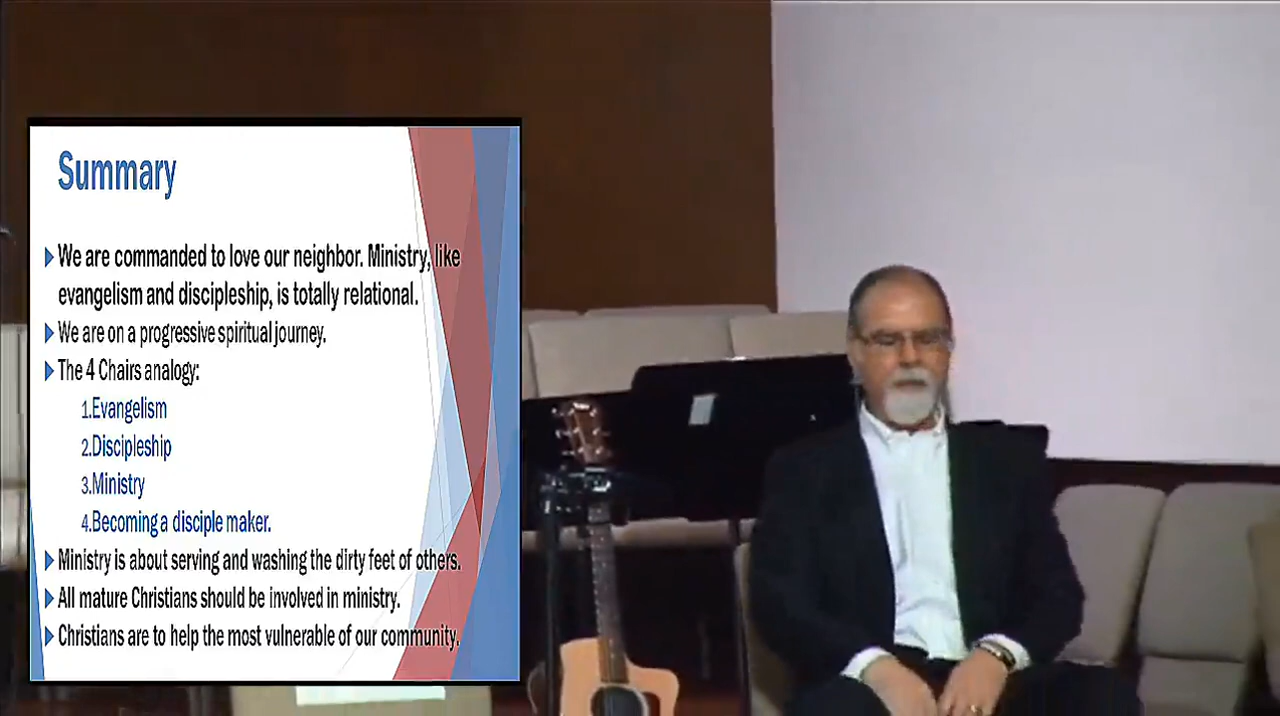 Summary
We are commanded to love our neighbor. Ministry, like
evangelism and discipleship, is totally relational.
We are on a progressive spiritual journey.
The 4 Chairs analogy:
1.Evangelism
2.Discipleship
3.Ministry
4.Becoming a disciple maker.
Ministry is about serving and washing the dirty feet of others.
All mature Christians should be involved in ministry.
Christians are to help the most vulnerable of our community.